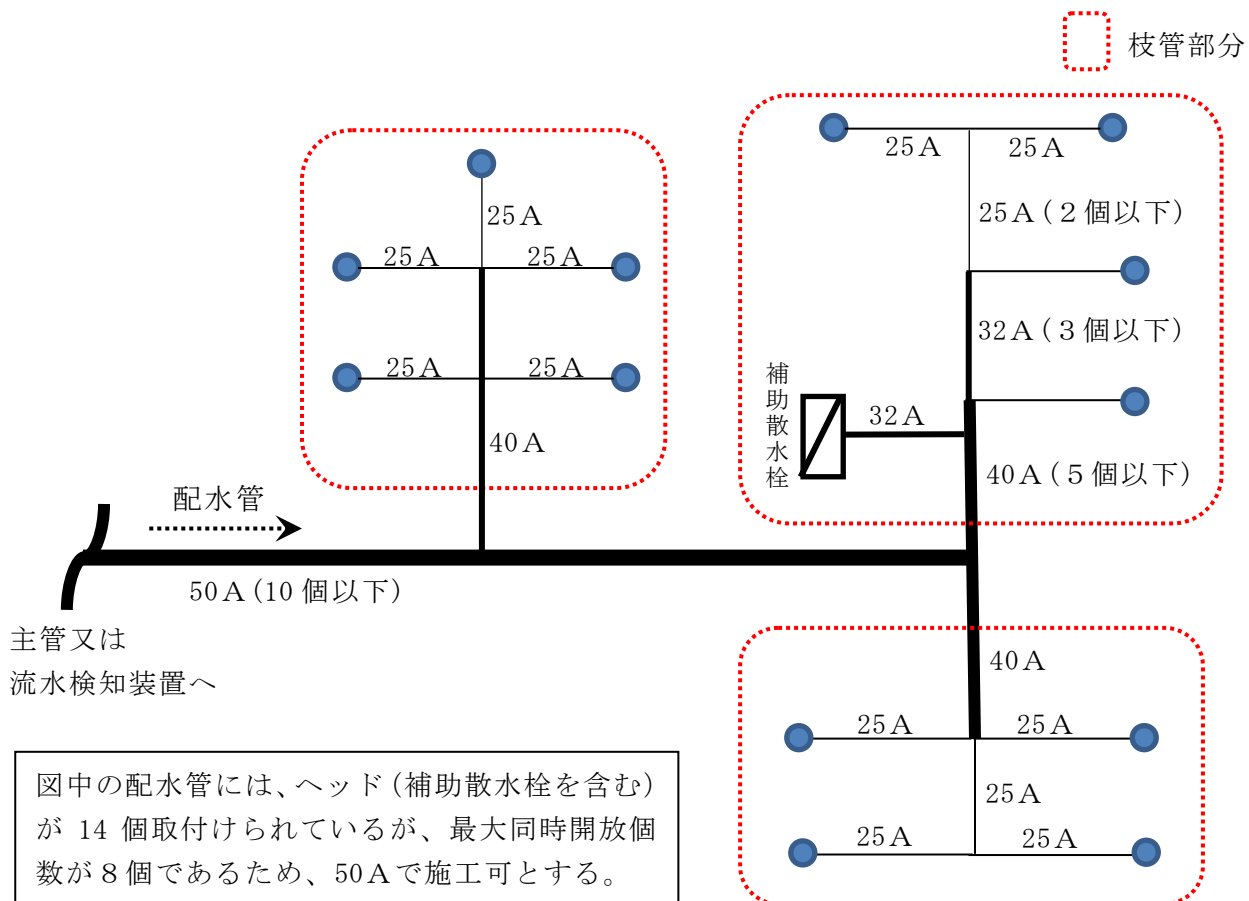 枝管部分
25A 25A
25A
25A(2個以下)
25A 25A
32A(3個以下)
25A 25A
補助散水栓
32A
40A
40A(5個以下)
配水管
50A(10個以下)
主管又は
流水検知装置へ
40A
25A 25A
25A
25A 25A
図中の配水管には、ヘッド(補助散水栓を含む)
が 14 個取付けられているが、最大同時開放個
数が8個であるため、50Aで施工可とする。